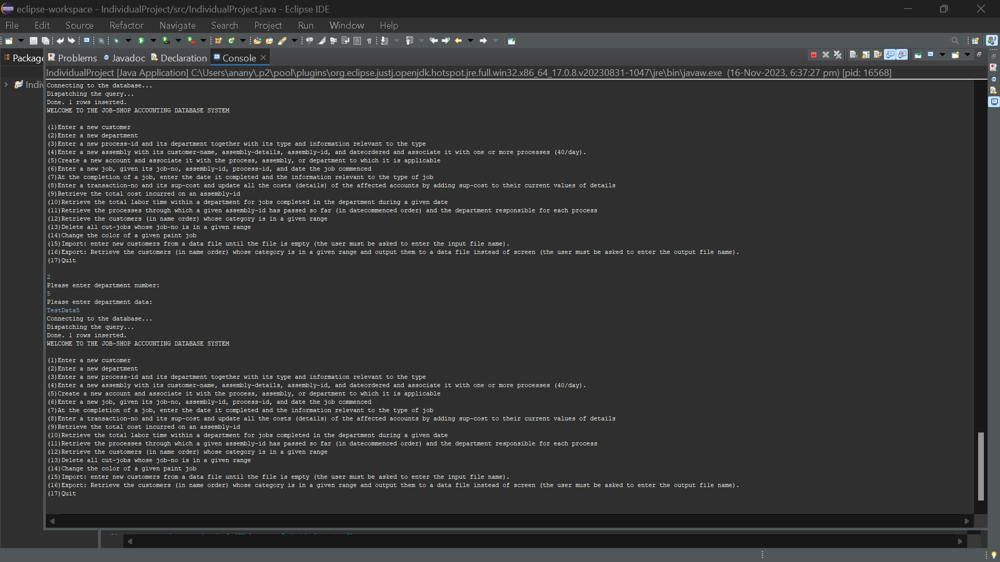 eclipse-workspace - IndividualProject/src/IndividualProject.java - Eclipse IDE
File Edit Source Refactor Navigate Search Project Run Window Help
Package Problems Javadoc Declaration Console
IndividualProject [Java Application] C:\Users\anany\.p2\pool\plugins\org.eclipse.justj.openjdk.hotspot.jre.full.win32.x86_64_17.0.8.v20230831-1047\jre\bin\javaw.exe (16-Nov-2023, 6:37:27 pm) [pid: 16568]
Indiv
Connecting to the database...
Dispatching the query...
Done. 1 rows inserted.
WELCOME TO THE JOB-SHOP ACCOUNTING DATABASE SYSTEM
(1)Enter a new customer
(2)Enter a new department
(3)Enter a new process-id and its department together with its type and information relevant to the type
(4)Enter a new assembly with its customer-name, assembly-details, assembly-id, and dateordered and associate it with one or more processes (40/day).
(5)Create a new account and associate it with the process, assembly, or department to which it is applicable
(6)Enter a new job, given its job-no, assembly-id, process-id, and date the job commenced
(7)At the completion of a job, enter the date it completed and the information relevant to the type of job
(8)Enter a transaction-no and its sup-cost and update all the costs (details) of the affected accounts by adding sup-cost to their current values of details
(9)Retrieve the total cost incurred on an assembly-id
(10)Retrieve the total labor time within a department for jobs completed in the department during a given date
(11)Retrieve the processes through which a given assembly-id has passed so far (in datecommenced order) and the department responsible for each process
(12)Retrieve the customers (in name order) whose category is in a given range
(13)Delete all cut-jobs whose job-no is in a given range
(14)Change the color of a given paint job
(15)Import: enter new customers from a data file until the file is empty (the user must be asked to enter the input file name).
(16)Export: Retrieve the customers (in name order) whose category is in a given range and output them to a data file instead of screen (the user must be asked to enter the output file name).
(17)Quit
2
Please enter department number:
5
Please enter department data:
TestData5
Connecting to the database...
Dispatching the query...
Done. 1 rows inserted.
WELCOME TO THE JOB-SHOP ACCOUNTING DATABASE SYSTEM
(1)Enter a new customer
(2)Enter a new department
(3)Enter a new process-id and its department together with its type and information relevant to the type
(4)Enter a new assembly with its customer-name, assembly-details, assembly-id, and dateordered and associate it with one or more processes (40/day).
(5)Create a new account and associate it with the process, assembly, or department to which it is applicable
(6)Enter a new job, given its job-no, assembly-id, process-id, and date the job commenced
(7)At the completion of a job, enter the date it completed and the information relevant to the type of job
(8)Enter a transaction-no and its sup-cost and update all the costs (details) of the affected accounts by adding sup-cost to their current values of details
(9)Retrieve the total cost incurred on an assembly-id
(10)Retrieve the total labor time within a department for jobs completed in the department during a given date
(11)Retrieve the processes through which a given assembly-id has passed so far (in datecommenced order) and the department responsible for each process
(12)Retrieve the customers (in name order) whose category is in a given range
(13)Delete all cut-jobs whose job-no is in a given range
(14)Change the color of a given paint job
(15)Import: enter new customers from a data file until the file is empty (the user must be asked to enter the input file name).
(16)Export: Retrieve the customers (in name order) whose category is in a given range and output them to a data file instead of screen (the user must be asked to enter the output file name).
(17)Quit